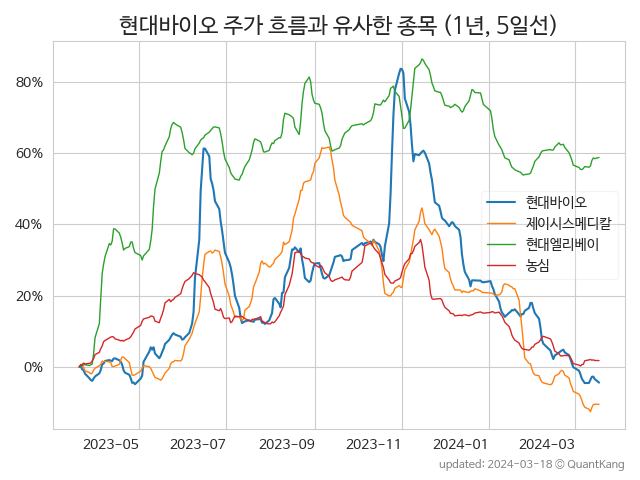 현대바이오 주가 흐름과 유사한 종목 (1년, 5일선)
80%
60%
40%
20%
0%
현대바이오
제이시스메디칼
현대엘리베이
농심
2023-05
2023-07
2023-09
2023-11
2024-01
2024-03
updated: 2024-03-18 ⓒ QuantKang